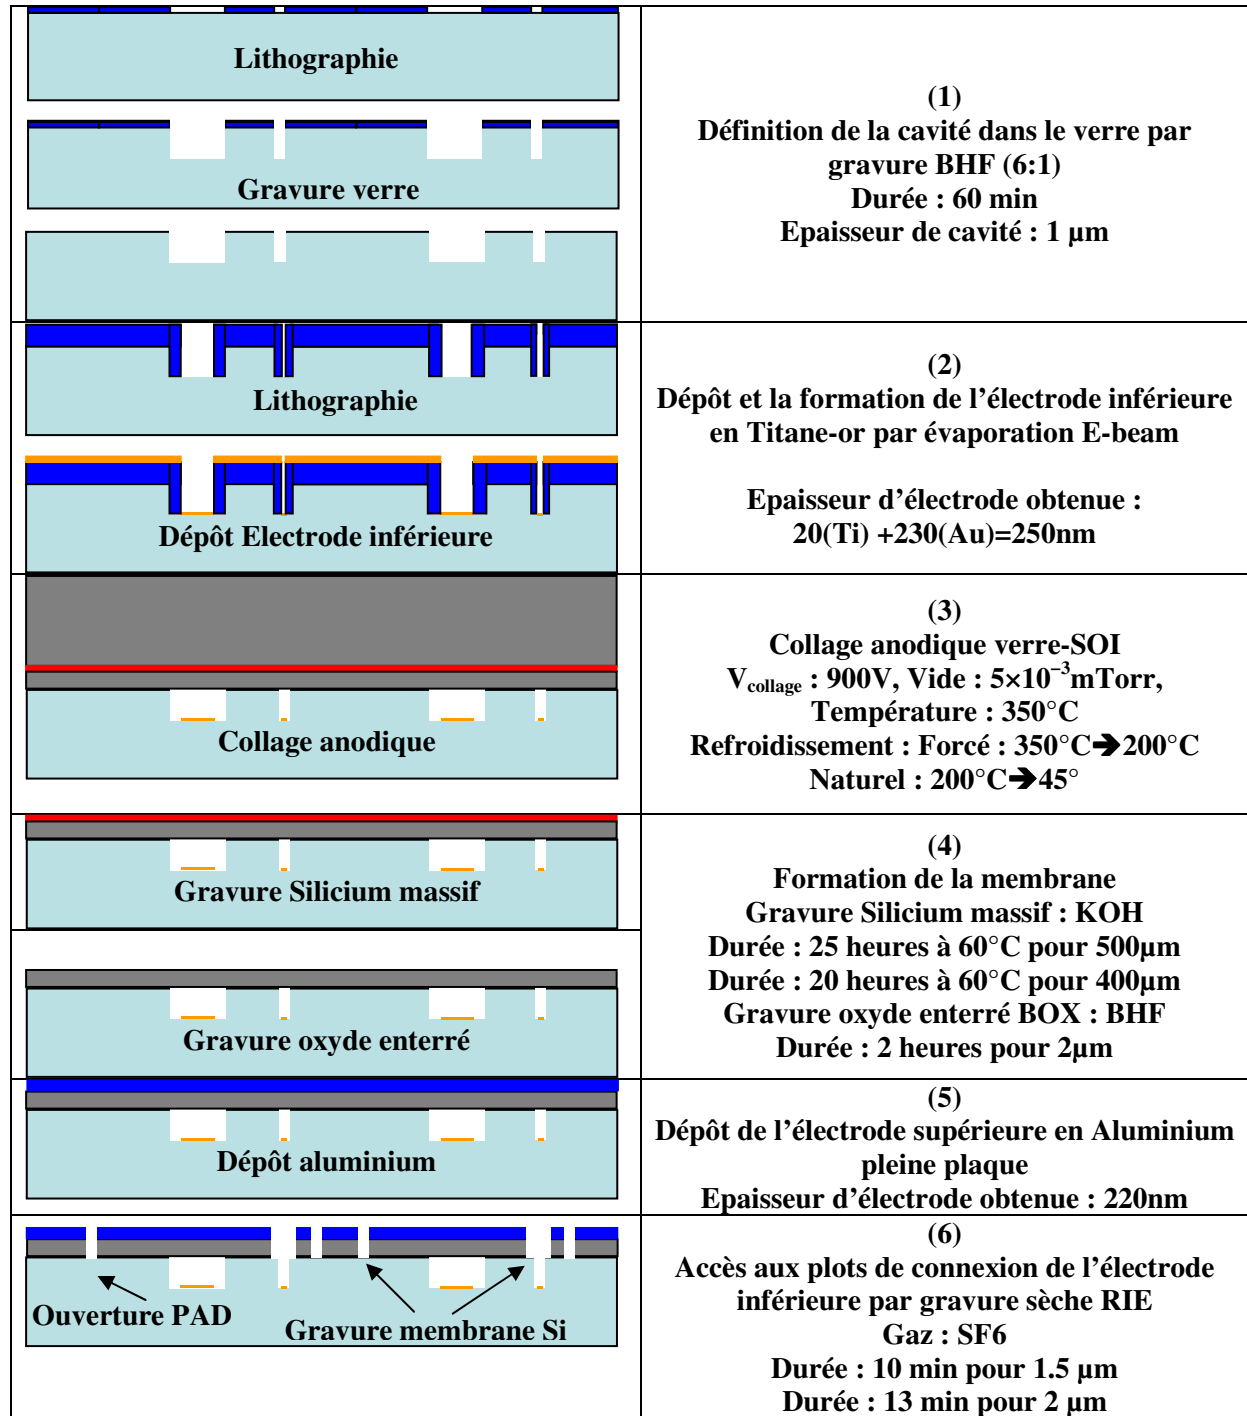 Lithographie
Gravure verre
(1)
Définition de la cavité dans le verre par
gravure BHF (6:1)
Durée : 60 min
Epaisseur de cavité : 1 µm
Lithographie
Dépôt Electrode inférieure
(2)
Dépôt et la formation de l’électrode inférieure
en Titane-or par évaporation E-beam
Epaisseur d’électrode obtenue :
20(Ti) +230(Au)=250nm
Collage anodique
(3)
Collage anodique verre-SOI
Vcollage : 900V, Vide : 5×10⁻³mTorr,
Température : 350°C
Refroidissement : Forcé : 350°C➔200°C
Naturel : 200°C➔45°
Gravure Silicium massif
Gravure oxyde enterré
(4)
Formation de la membrane
Gravure Silicium massif : KOH
Durée : 25 heures à 60°C pour 500µm
Durée : 20 heures à 60°C pour 400µm
Gravure oxyde enterré BOX : BHF
Durée : 2 heures pour 2µm
Dépôt aluminium
(5)
Dépôt de l’électrode supérieure en Aluminium
pleine plaque
Epaisseur d’électrode obtenue : 220nm
Ouverture PAD
Gravure membrane Si
(6)
Accès aux plots de connexion de l’électrode
inférieure par gravure sèche RIE
Gaz : SF6
Durée : 10 min pour 1.5 µm
Durée : 13 min pour 2 µm